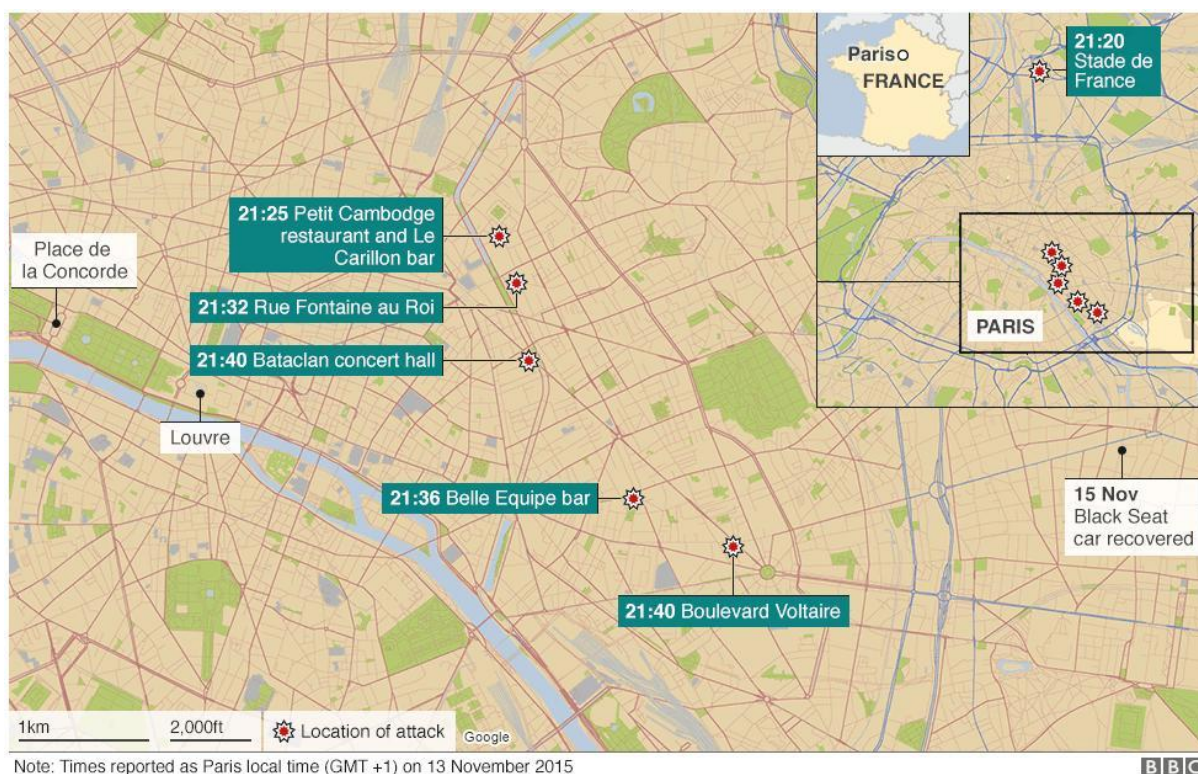 Paris
FRANCE
21:20
Stade de
France
21:25 Petit Cambodge
restaurant and Le
Carillon bar
Place de
la Concorde
21:32 Rue Fontaine au Roi
PARIS
21:40 Bataclan concert hall
Louvre
21:36 Belle Equipe bar
15 Nov
Black Seat
car recovered
21:40 Boulevard Voltaire
1km
2,000ft
Location of attack
Google
Note: Times reported as Paris local time (GMT +1) on 13 November 2015
BBC